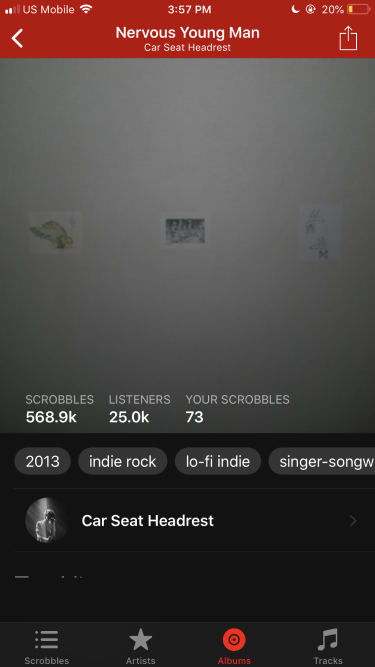 US Mobile 3:57 PM 20%
Nervous Young Man
Car Seat Headrest
SCROBBLES LISTENERS YOUR SCROBBLES
568.9k 25.0k 73
2013 indie rock lo-fi indie singer-songw
Car Seat Headrest
Scrobbles Artists Albums Tracks